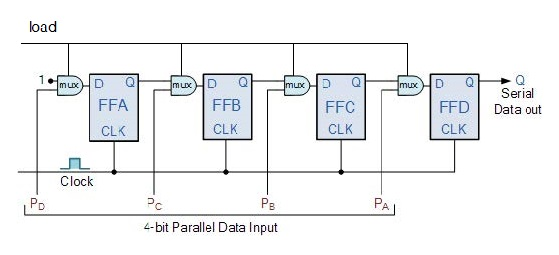 load
1
mux
D Q
FFA
CLK
mux
D Q
FFB
CLK
mux
D Q
FFC
CLK
mux
D Q
FFD
CLK
Q
Serial
Data out
Clock
PD
PC
PB
PA
4-bit Parallel Data Input